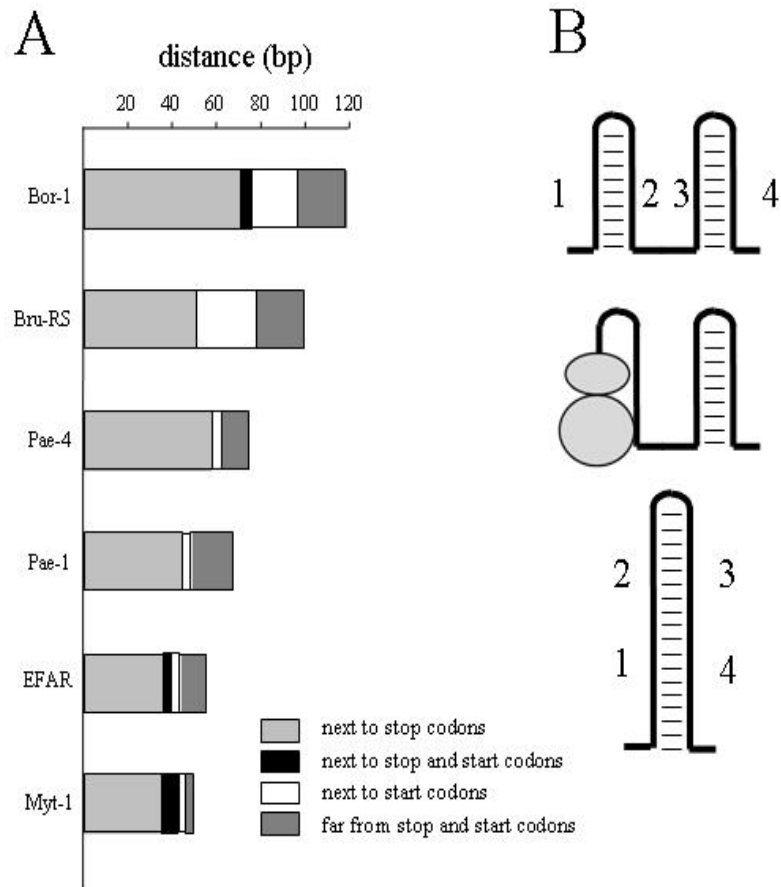 A
distance (bp)
20 40 60 80 100 120
Bor-1
Bru-RS
Pae-4
Pae-1
EFAR
Myt-1
next to stop codons
next to stop and start codons
next to start codons
far from stop and start codons
B
1 2 3 4
2 3
1 4